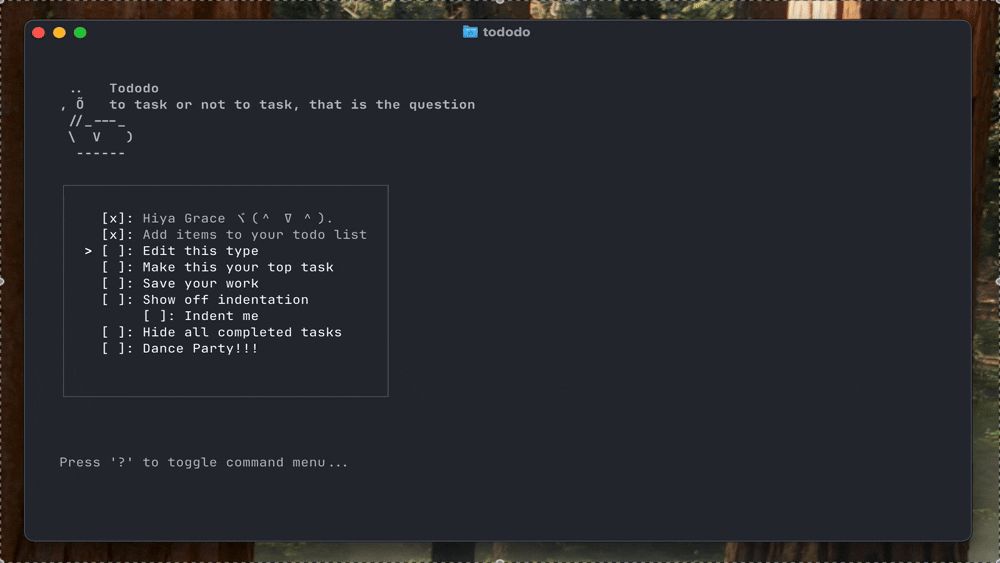 tododo
..   Tododo
, Õ   to task or not to task, that is the question
//_---_
\  V   )
------
[x]: Hiya Grace ヾ(^ ∇ ^).
[x]: Add items to your todo list
> [ ]: Edit this type
[ ]: Make this your top task
[ ]: Save your work
[ ]: Show off indentation
[ ]: Indent me
[ ]: Hide all completed tasks
[ ]: Dance Party!!!
Press '?' to toggle command menu...